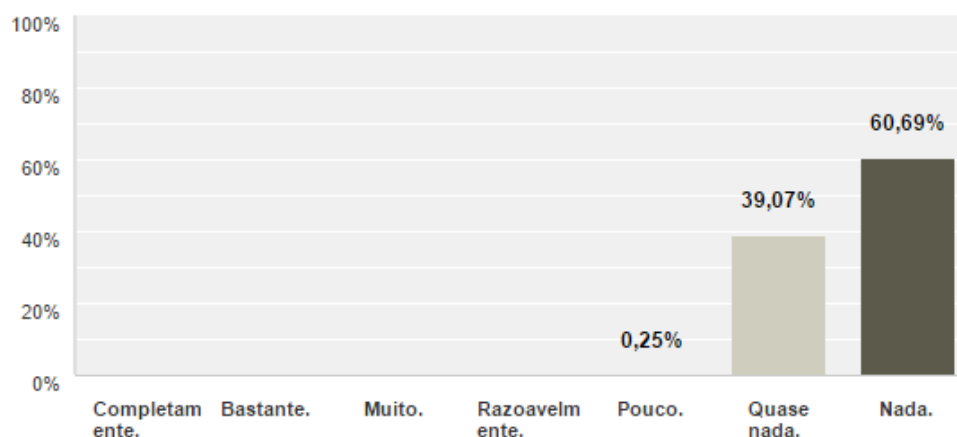 100%
80%
60%
40%
20%
0%
60,69%
39,07%
0,25%
Completam
ente.
Bastante.
Muito.
Razoavelm
ente.
Pouco.
Quase
nada.
Nada.